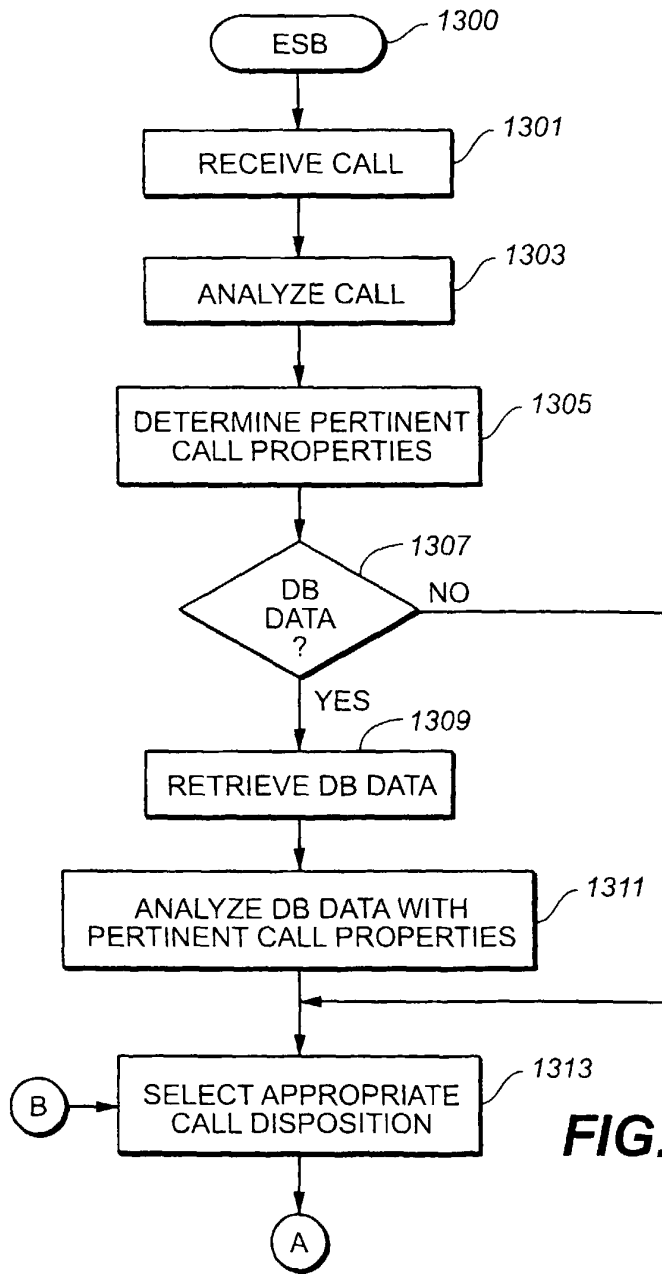 ESB
1300
RECEIVE CALL
1301
ANALYZE CALL
1303
DETERMINE PERTINENT
CALL PROPERTIES
1305
DB
DATA
?
1307
NO
YES
RETRIEVE DB DATA
1309
ANALYZE DB DATA WITH
PERTINENT CALL PROPERTIES
1311
B
SELECT APPROPRIATE
CALL DISPOSITION
1313
FIG.
A